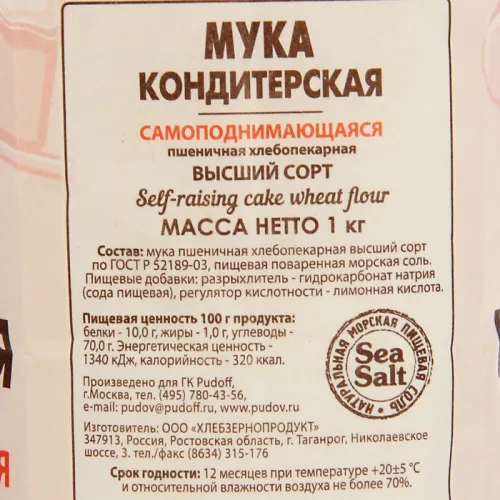 МУКА
КОНДИТЕРСКАЯ
САМОПОДНИМАЮЩАЯСЯ
пшеничная хлебопекарная
ВЫСШИЙ СОРТ
Self-raising cake wheat flour
МАССА НЕТТО 1 кг
Состав: мука пшеничная хлебопекарная высший сорт
по ГОСТ Р 52189-03, пищевая поваренная морская соль.
Пищевые добавки: разрыхлитель - гидрокарбонат натрия
(сода пищевая), регулятор кислотности - лимонная кислота.
Пищевая ценность 100 г продукта:
белки - 10,0 г, жиры - 1,0 г, углеводы -
70,0 г. Энергетическая ценность -
1340 кДж, калорийность - 320 ккал.
НАТУРАЛЬНАЯ МОРСКАЯ ПИЩЕВАЯ СОЛЬ
Sea
Salt
Произведено для ГК Pudoff,
г.Москва, тел. (495) 780-43-56,
e-mail: pudov@pudoff.ru, www.pudov.ru
Изготовитель: ООО «ХЛЕБЗЕРНОПРОДУКТ»
347913, Россия, Ростовская область, г. Таганрог, Николаевское
шоссе, 3. тел./факс (8634) 315-176
Срок годности: 12 месяцев при температуре +20±5 °С
и относительной влажности воздуха не более 70%.